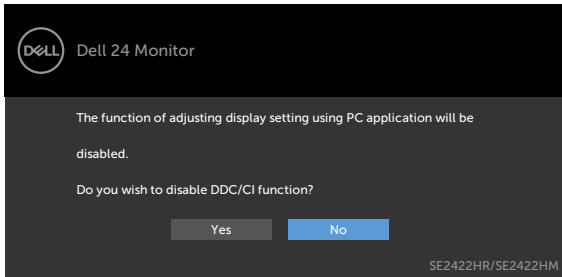 DELL
Dell 24 Monitor
The function of adjusting display setting using PC application will be
disabled.
Do you wish to disable DDC/CI function?
Yes
No
SE2422HR/SE2422HM